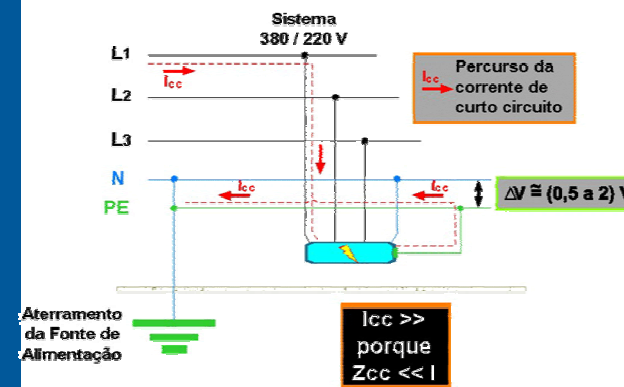 Sistema
380 / 220 V
L1
Icc
L2
L3
Icc
Percurso da
corrente de
curto circuito
N
Icc
Icc
PE
ΔV ≅ (0,5 a 2) V
Aterramento
da Fonte de
Alimentação
Icc >>
porque
Zcc << I